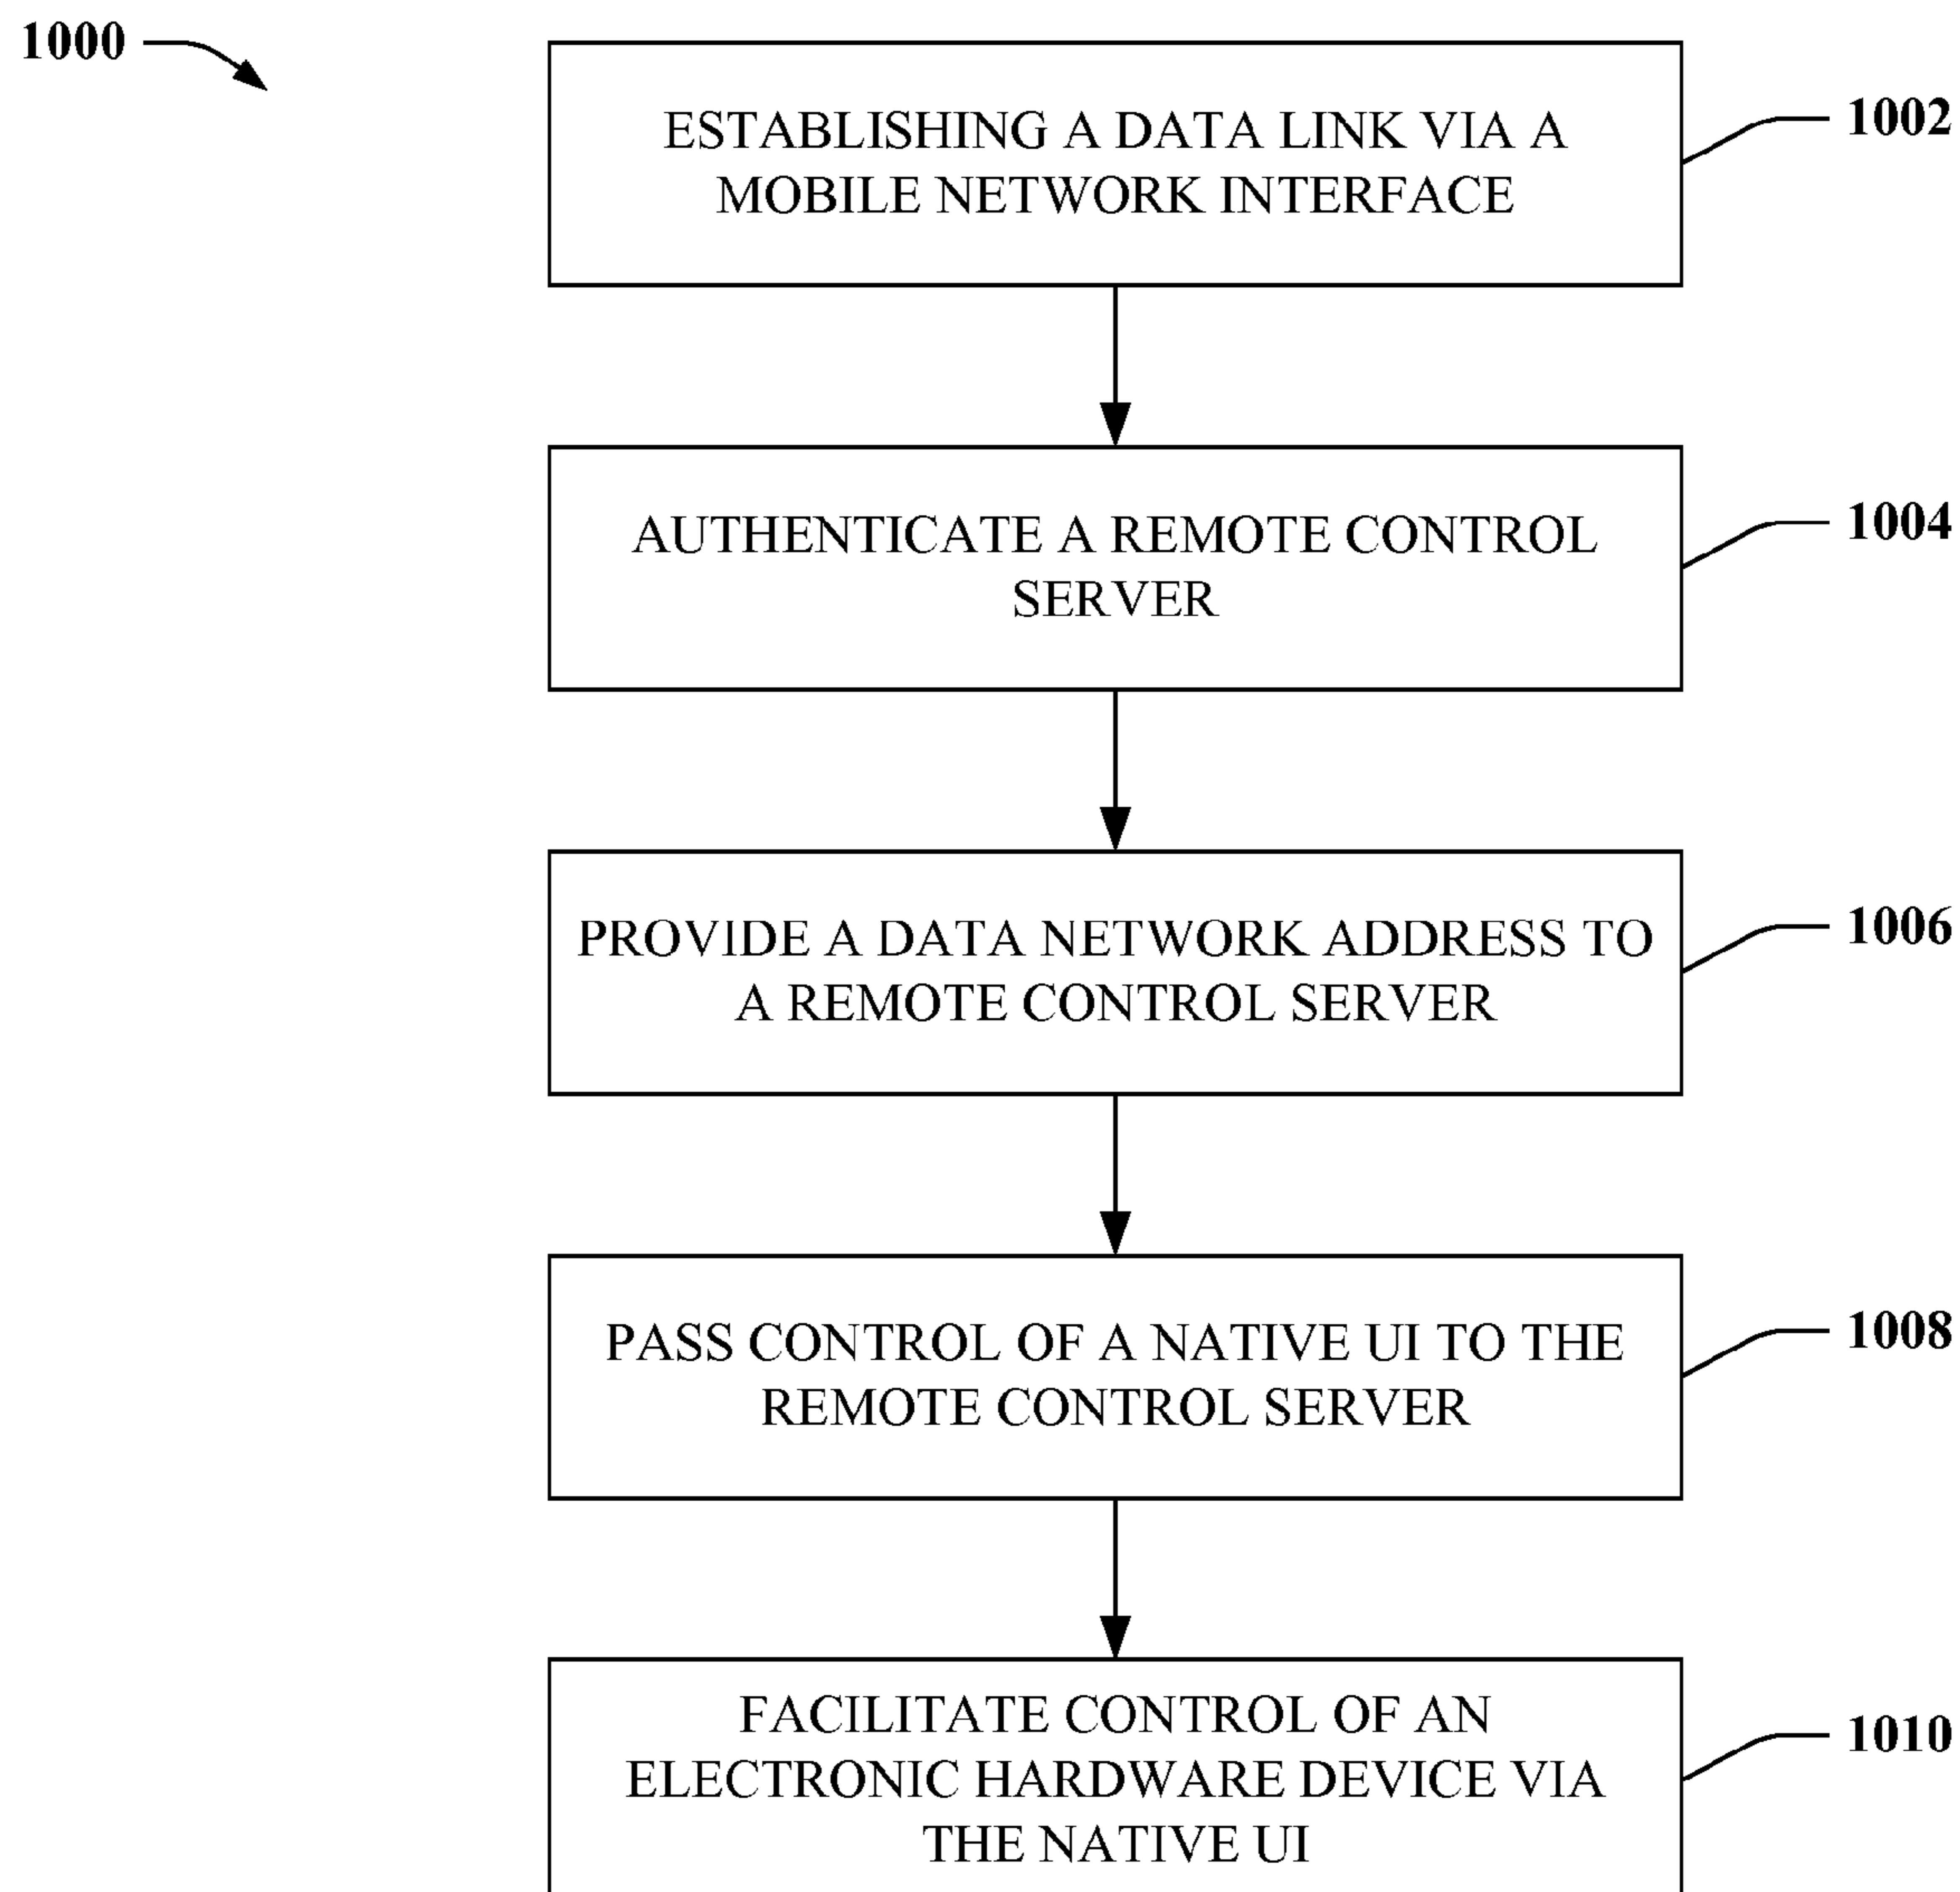 1000
ESTABLISHING A DATA LINK VIA A
MOBILE NETWORK INTERFACE
1002
AUTHENTICATE A REMOTE CONTROL
SERVER
1004
PROVIDE A DATA NETWORK ADDRESS TO
A REMOTE CONTROL SERVER
1006
PASS CONTROL OF A NATIVE UI TO THE
REMOTE CONTROL SERVER
1008
FACILITATE CONTROL OF AN
ELECTRONIC HARDWARE DEVICE VIA
THE NATIVE UI
1010